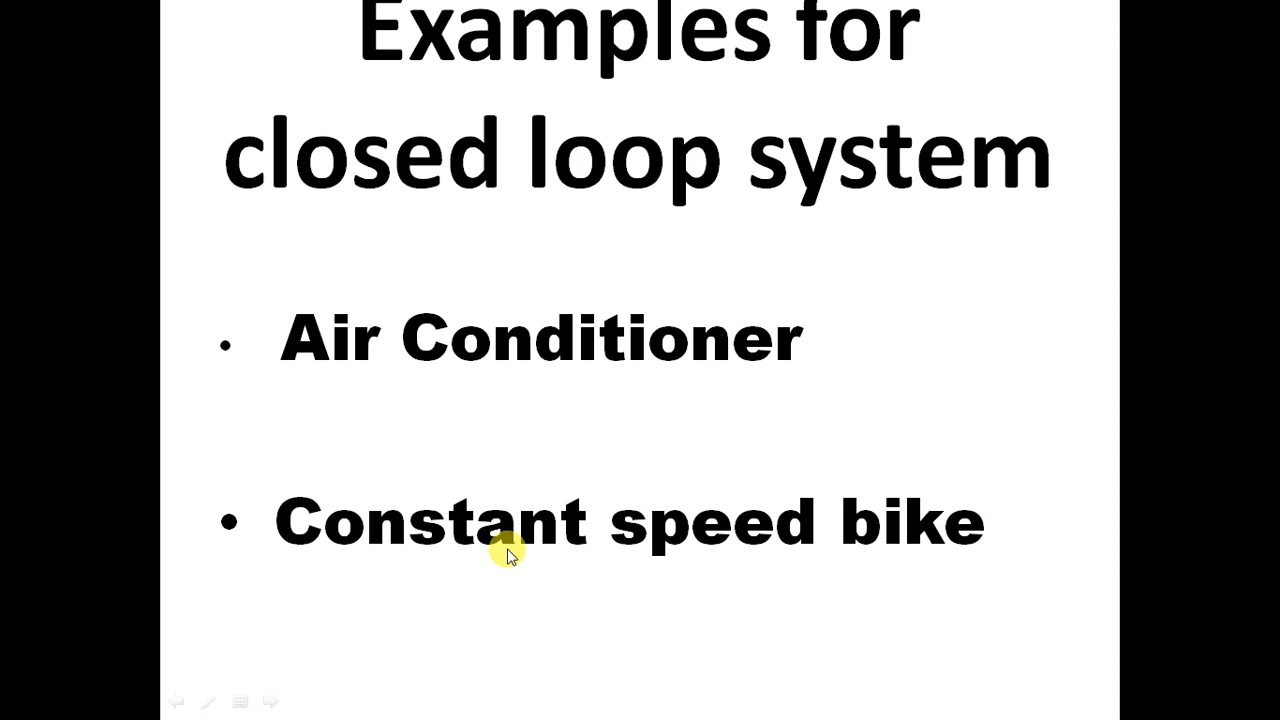 Examples for
closed loop system
• Air Conditioner
• Constant speed bike